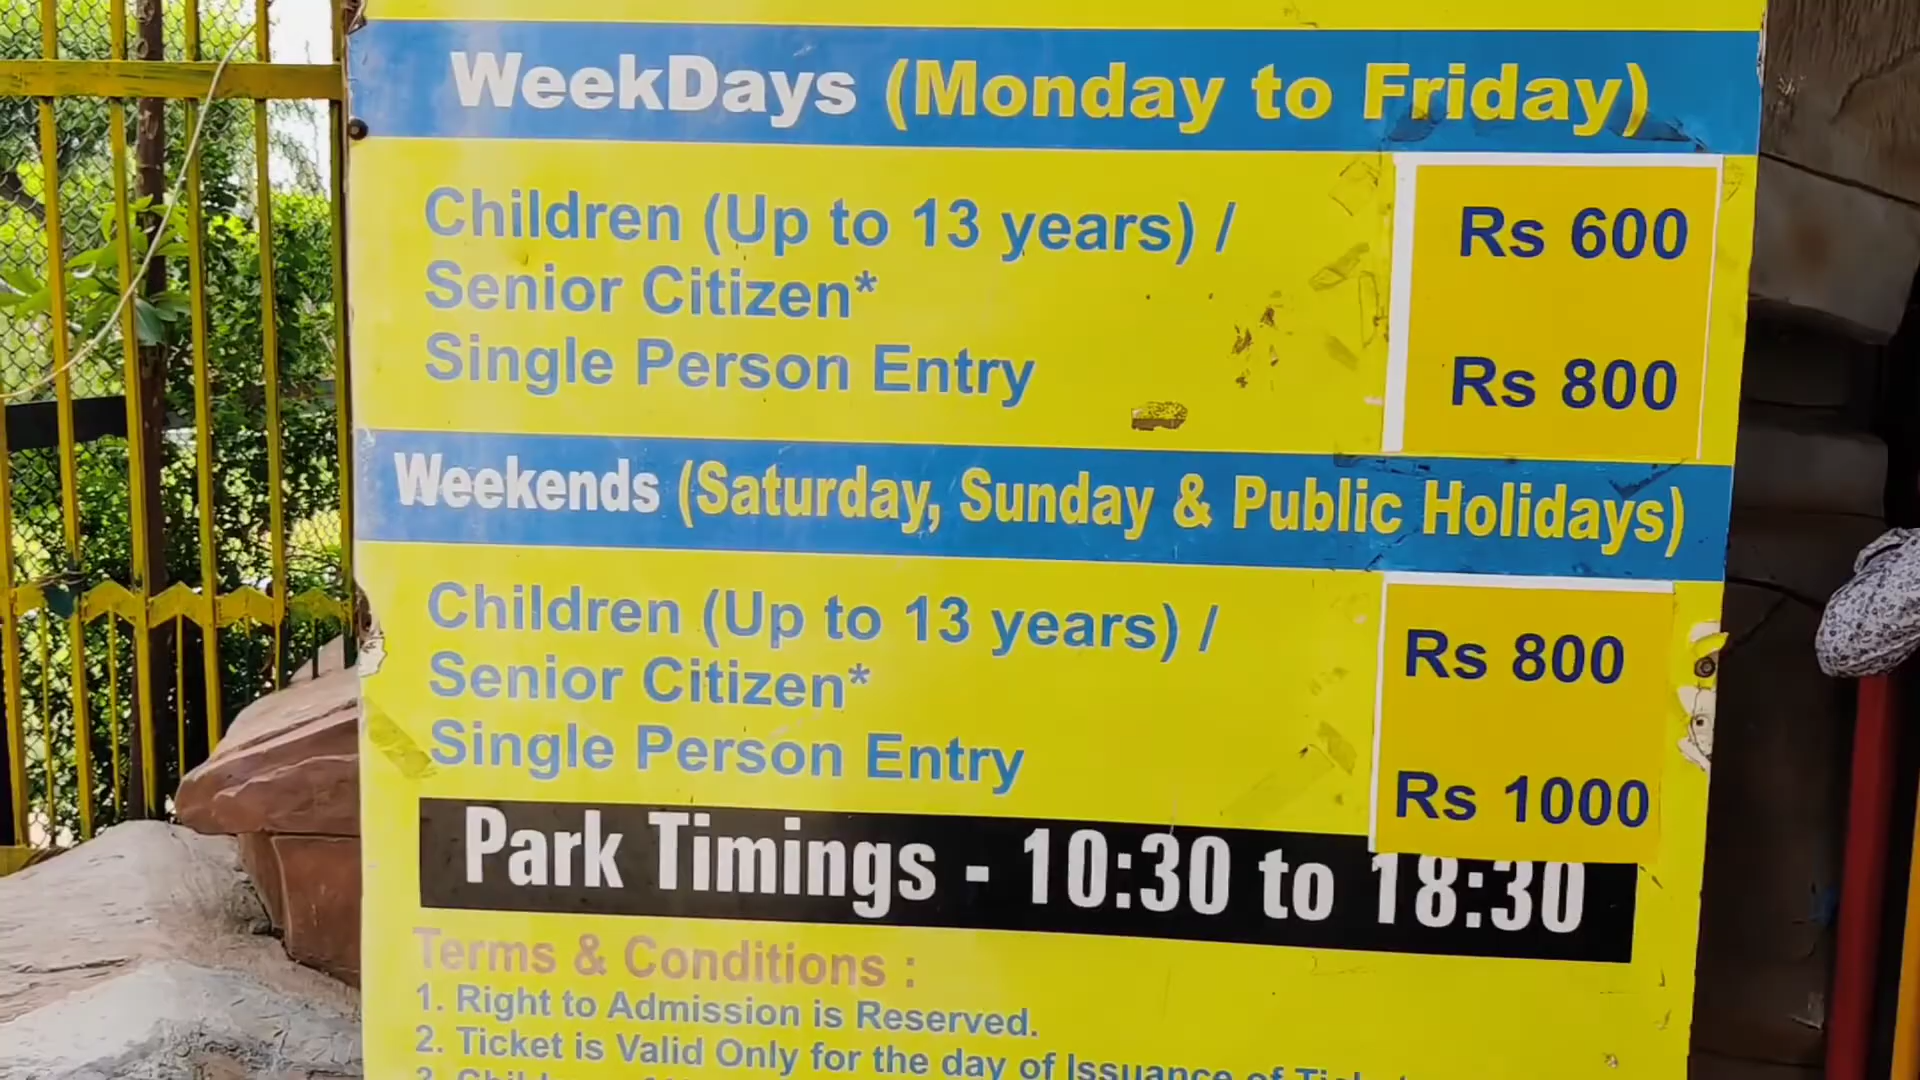 WeekDays (Monday to Friday)
Children (Up to 13 years) /
Senior Citizen*
Rs 600
Single Person Entry
Rs 800
Weekends (Saturday, Sunday & Public Holidays)
Children (Up to 13 years) /
Senior Citizen*
Rs 800
Single Person Entry
Rs 1000
Park Timings - 10:30 to 18:30
Terms & Conditions :
1. Right to Admission is Reserved.
2. Ticket is Valid Only for the day of Issuance of